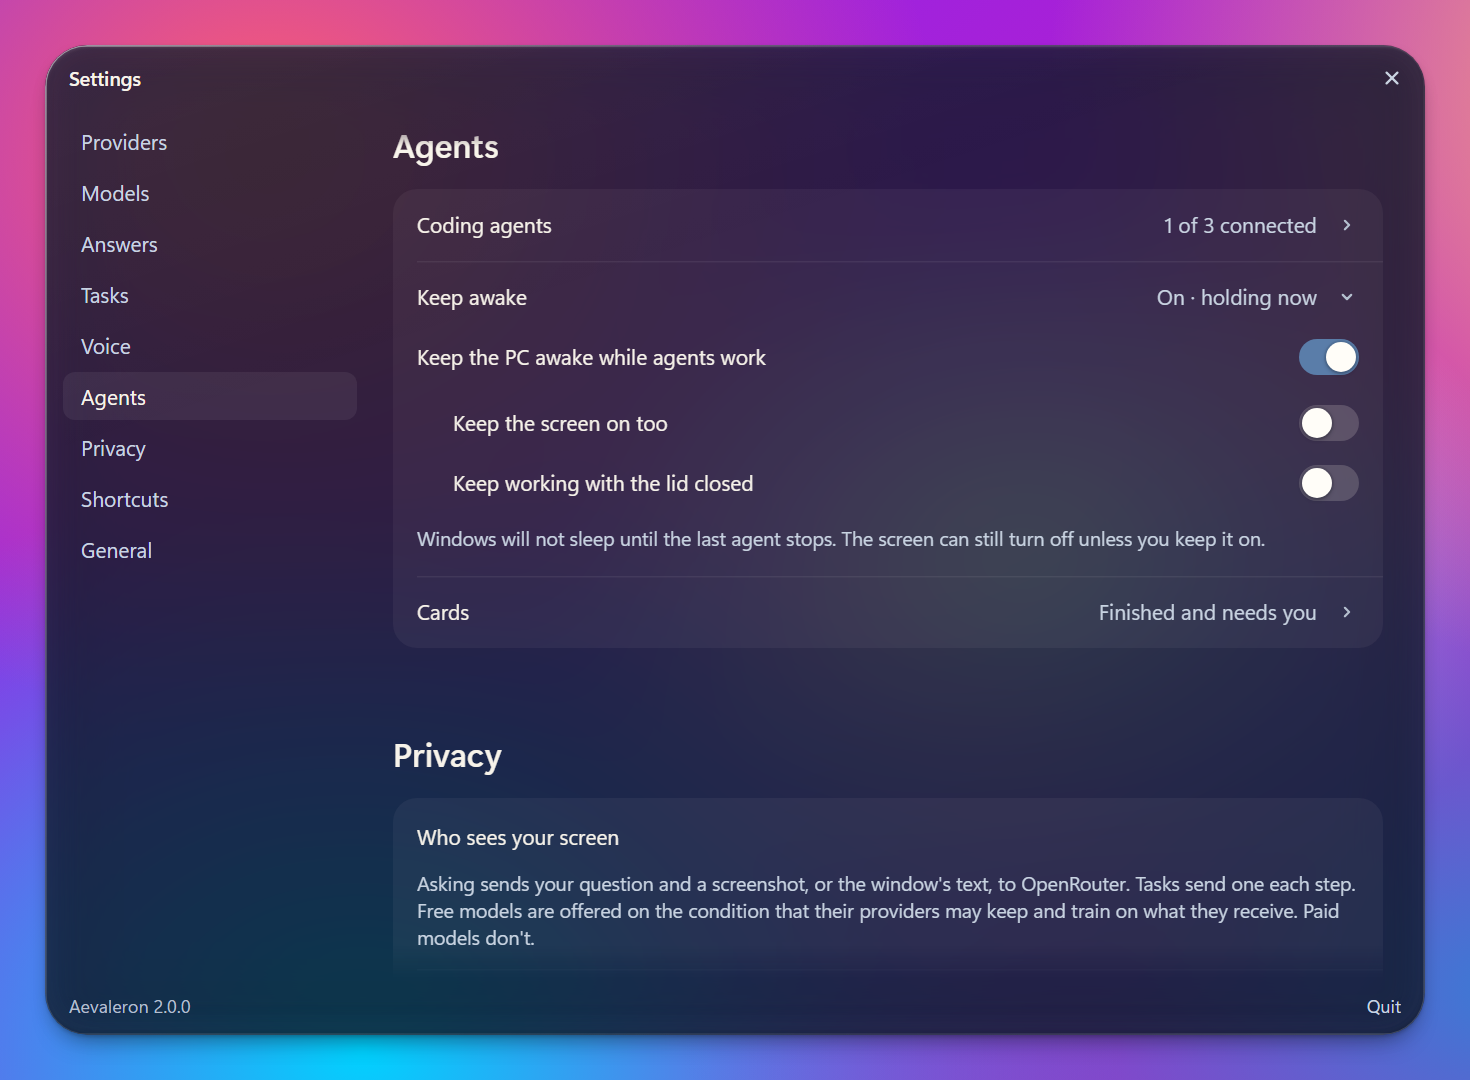 Settings
Providers
Models
Answers
Tasks
Voice
Agents
Privacy
Shortcuts
General
Agents
Coding agents 1 of 3 connected
Keep awake On · holding now
Keep the PC awake while agents work
Keep the screen on too
Keep working with the lid closed
Windows will not sleep until the last agent stops. The screen can still turn off unless you keep it on.
Cards Finished and needs you
Privacy
Who sees your screen
Asking sends your question and a screenshot, or the window's text, to OpenRouter. Tasks send one each step.
Free models are offered on the condition that their providers may keep and train on what they receive. Paid
models don't.
Aevaleron 2.0.0
Quit